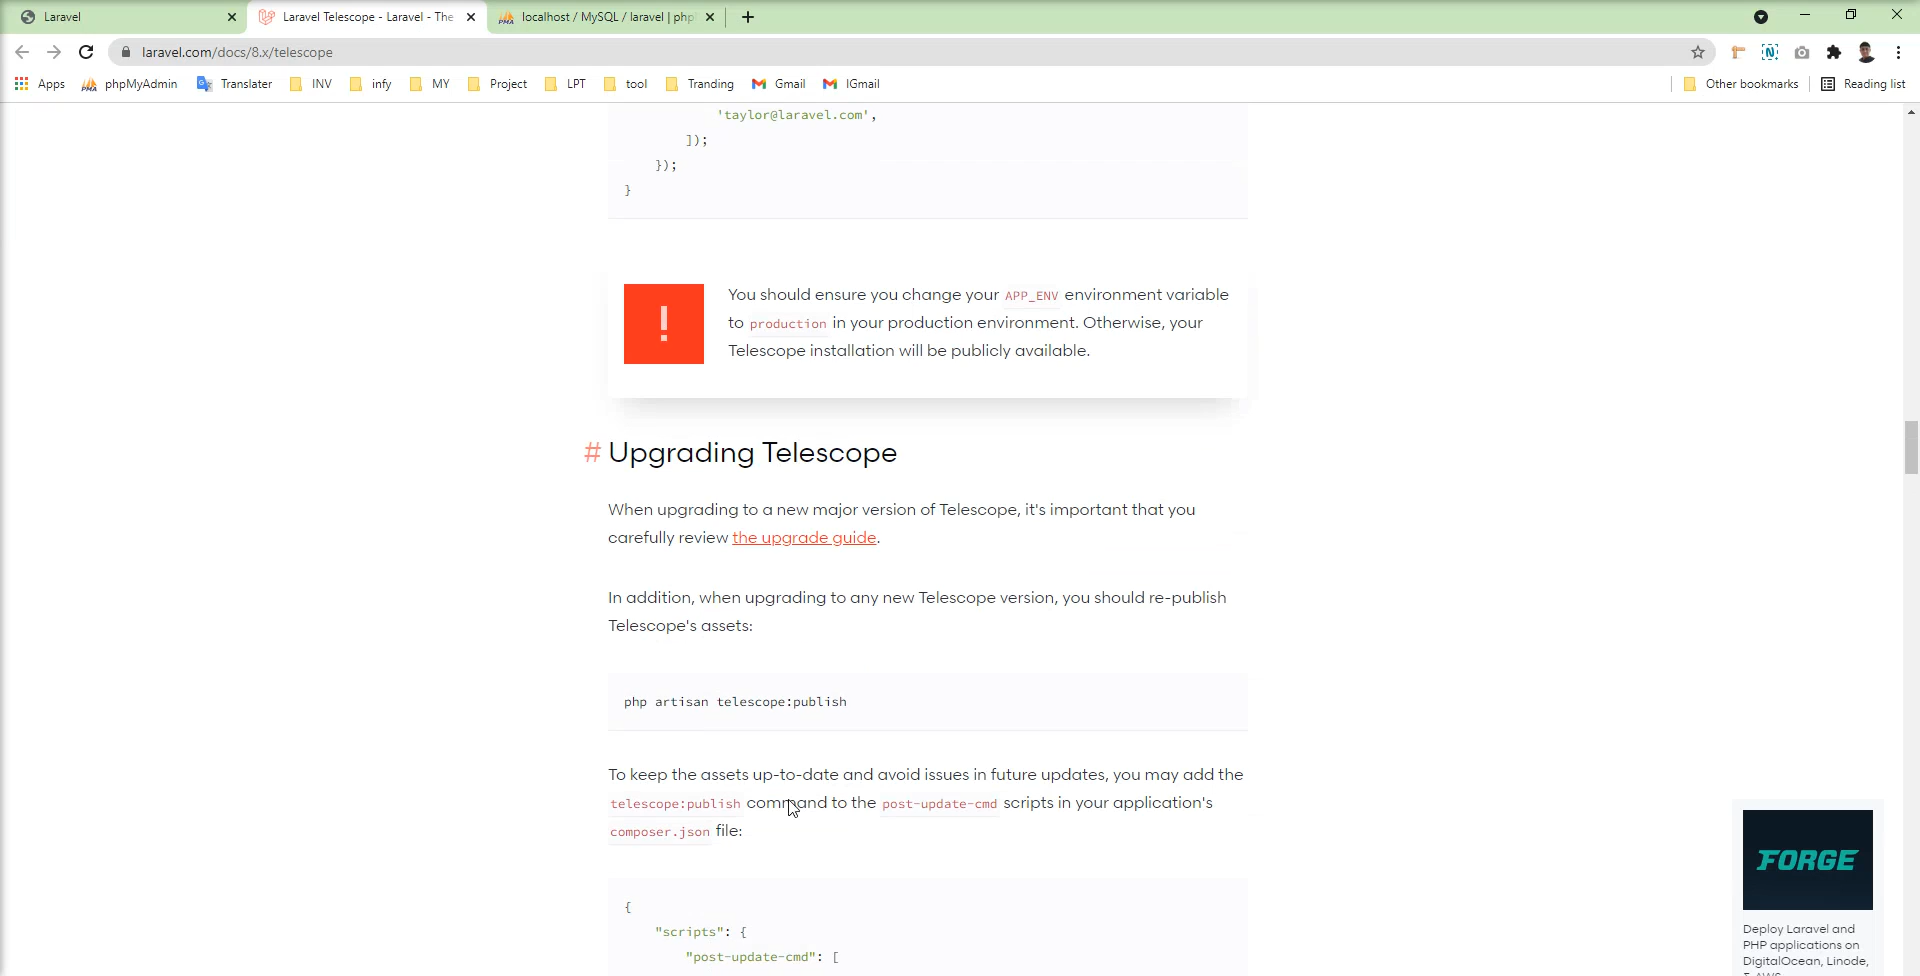 Laravel
Laravel Telescope - Laravel - The
localhost / MySQL / laravel | php
laravel.com/docs/8.x/telescope
Apps phpMyAdmin Translater INV infy MY Project LPT tool Tranding Gmail IGmail Other bookmarks Reading list
'taylor@laravel.com',
]);
});
}
You should ensure you change your APP_ENV environment variable
to production in your production environment. Otherwise, your
Telescope installation will be publicly available.
# Upgrading Telescope
When upgrading to a new major version of Telescope, it's important that you
carefully review the upgrade guide.
In addition, when upgrading to any new Telescope version, you should re-publish
Telescope's assets:
php artisan telescope:publish
To keep the assets up-to-date and avoid issues in future updates, you may add the
telescope:publish command to the post-update-cmd scripts in your application's
composer.json file:
{
"scripts": {
"post-update-cmd": [
FORGE
Deploy Laravel and
PHP applications on
DigitalOcean, Linode,
& AWS